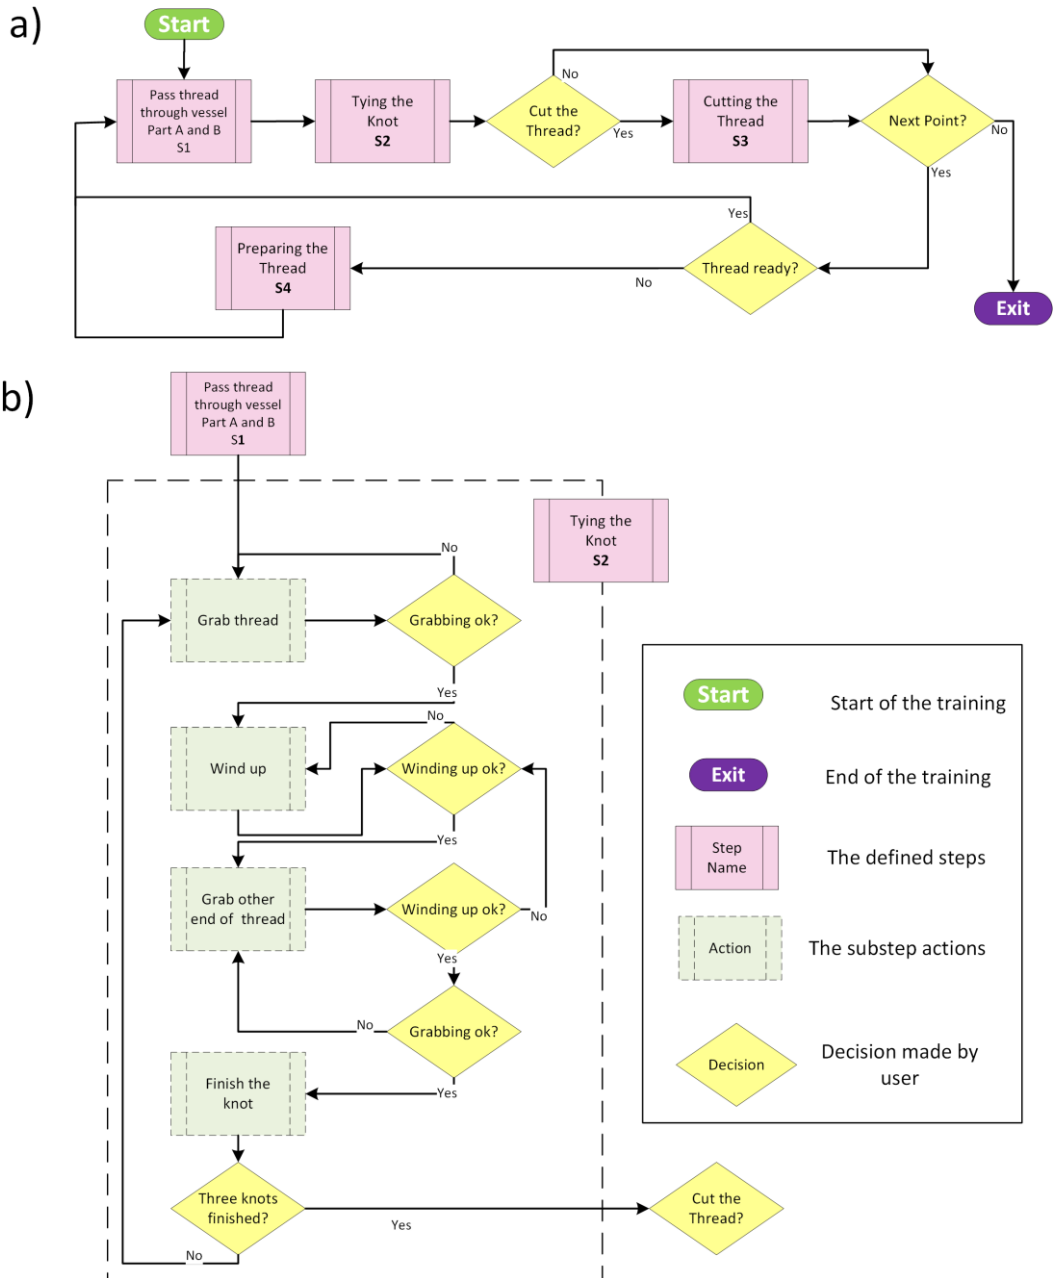 a)
Start
Pass thread
through vessel
Part A and B
S1
Tying the
Knot
S2
Cut the
Thread?
No
Yes
Cutting the
Thread
S3
Next Point?
No
Yes
Yes
Thread ready?
No
Preparing the
Thread
S4
Exit
b)
Pass thread
through vessel
Part A and B
S1
Tying the
Knot
S2
No
Grab thread
Grabbing ok?
Yes
No
Wind up
Winding up ok?
Yes
Grab other
end of thread
Winding up ok?
No
Yes
Grabbing ok?
No
Yes
Finish the
knot
Three knots
finished?
Yes
No
Cut the
Thread?
Start
Start of the training
Exit
End of the training
Step
Name
The defined steps
Action
The substep actions
Decision
Decision made by
user